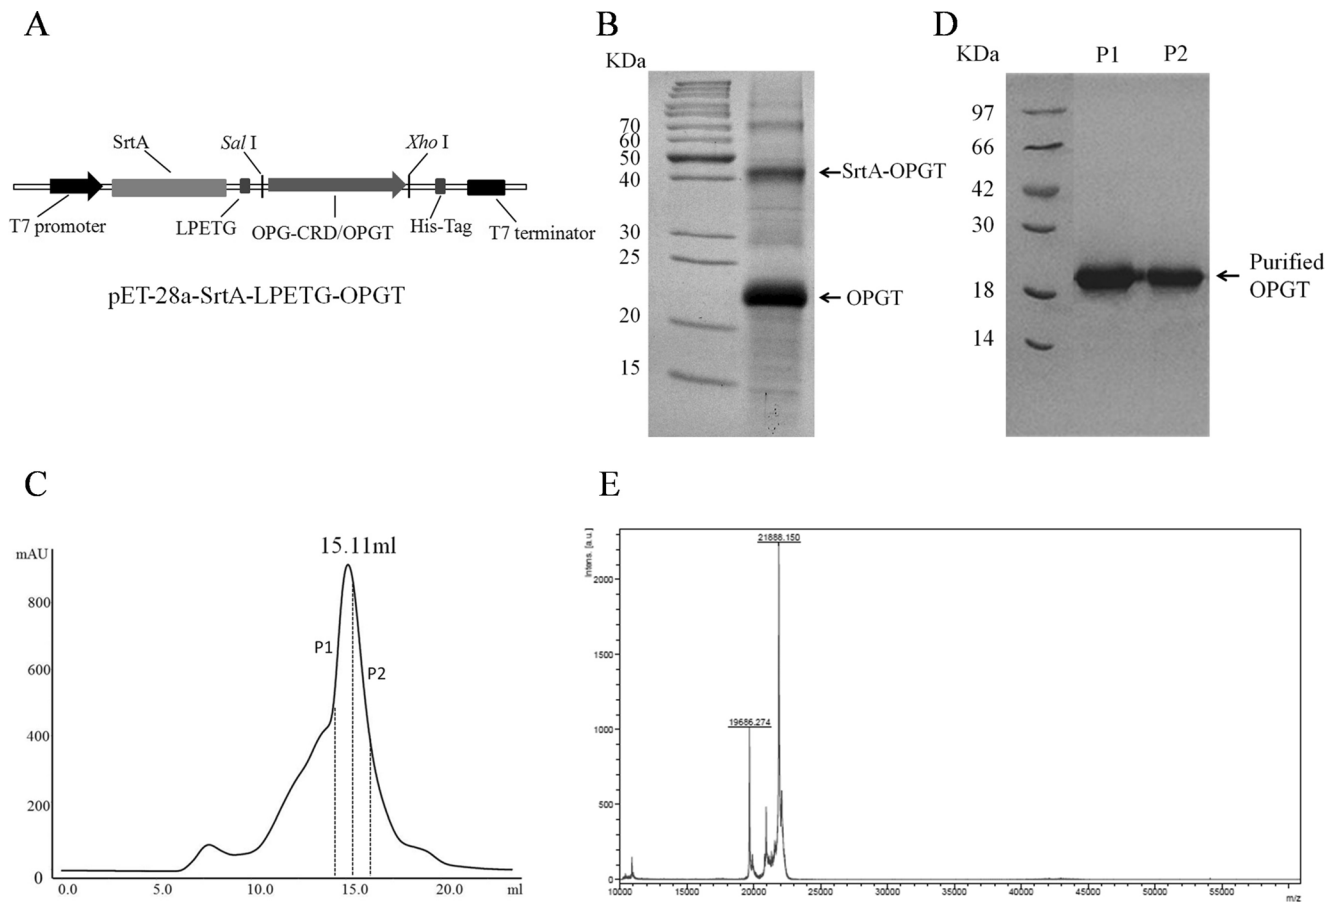 A
SrtA
Sal I
Xho I
T7 promoter
LPETG
OPG-CRD/OPGT
His-Tag
T7 terminator
pET-28a-SrtA-LPETG-OPGT
B
KDa
70
60
50
40
30
25
20
15
SrtA-OPGT
OPGT
D
KDa
P1
P2
97
66
42
30
18
14
Purified
OPGT
C
mAU
15.11ml
800
600
400
200
0
P1
P2
0.0
5.0
10.0
15.0
20.0
ml
E
Intens. [a.u.]
21888.150
19686.274
2000
1500
1000
500
0
10000
15000
20000
25000
30000
35000
40000
45000
50000
55000
m/z